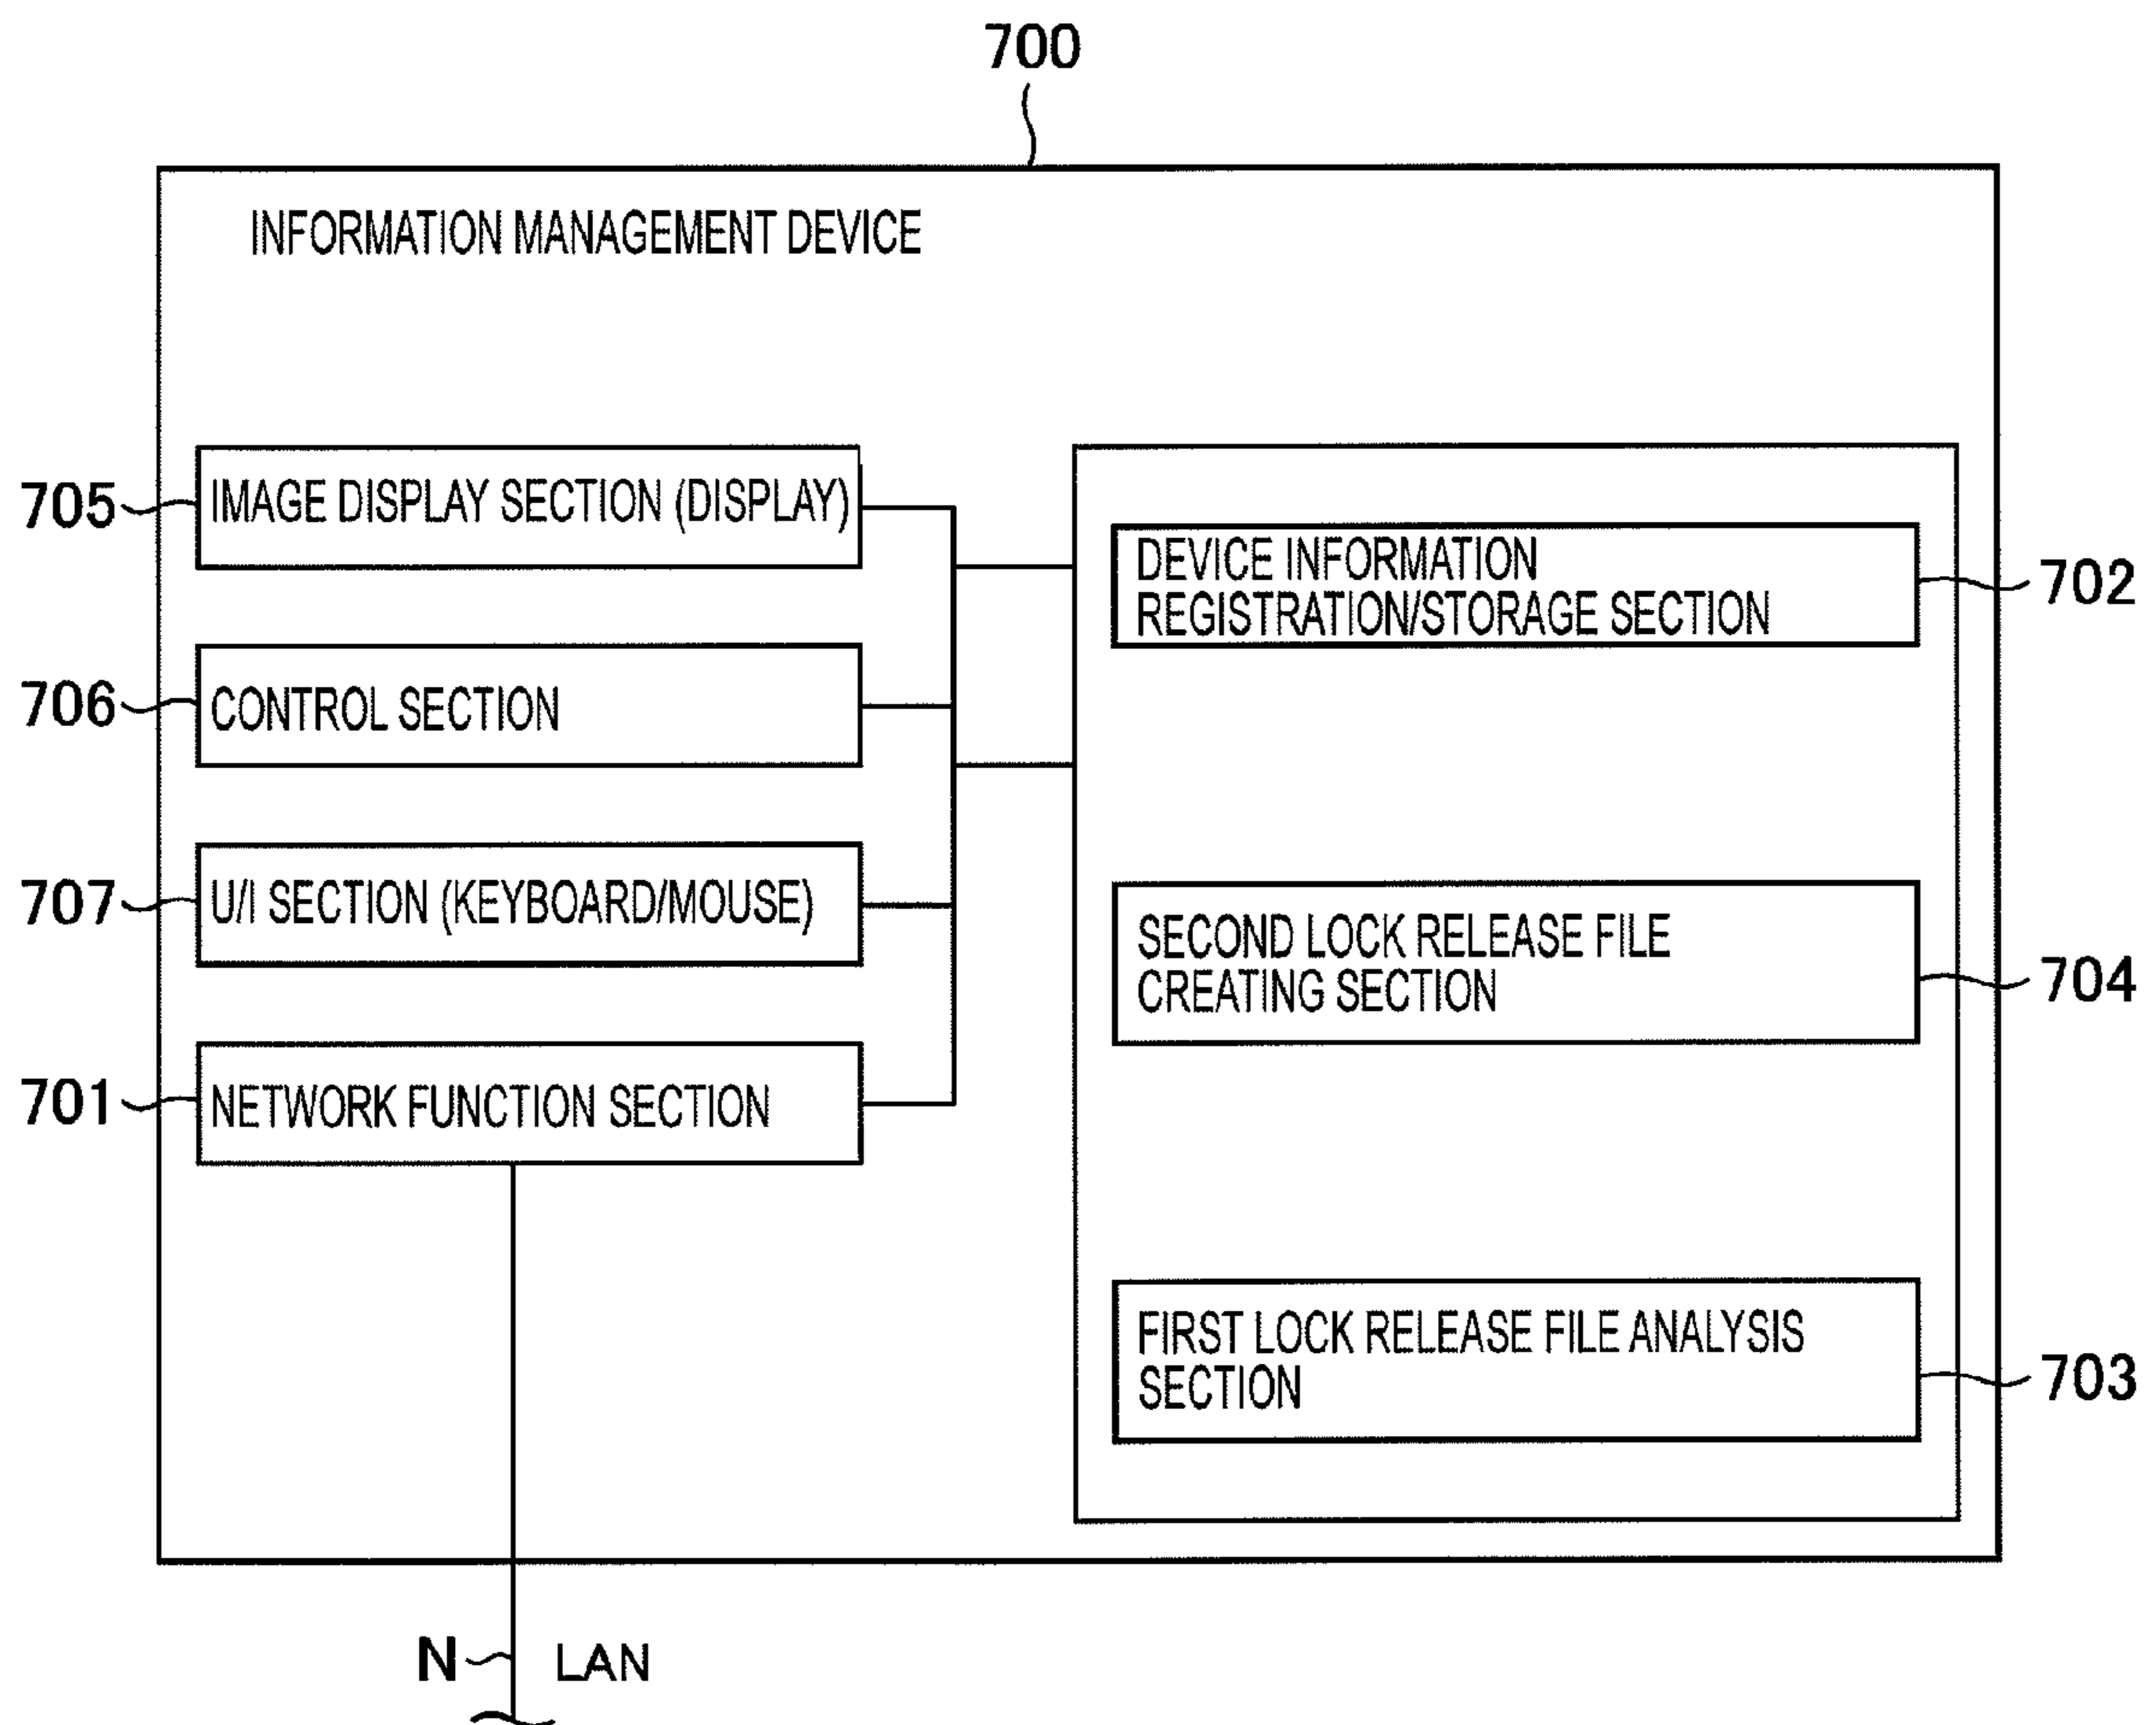 700
INFORMATION MANAGEMENT DEVICE
705
IMAGE DISPLAY SECTION (DISPLAY)
706
CONTROL SECTION
707
U/I SECTION (KEYBOARD/MOUSE)
701
NETWORK FUNCTION SECTION
DEVICE INFORMATION
REGISTRATION/STORAGE SECTION
702
SECOND LOCK RELEASE FILE
CREATING SECTION
704
FIRST LOCK RELEASE FILE ANALYSIS
SECTION
703
N
LAN